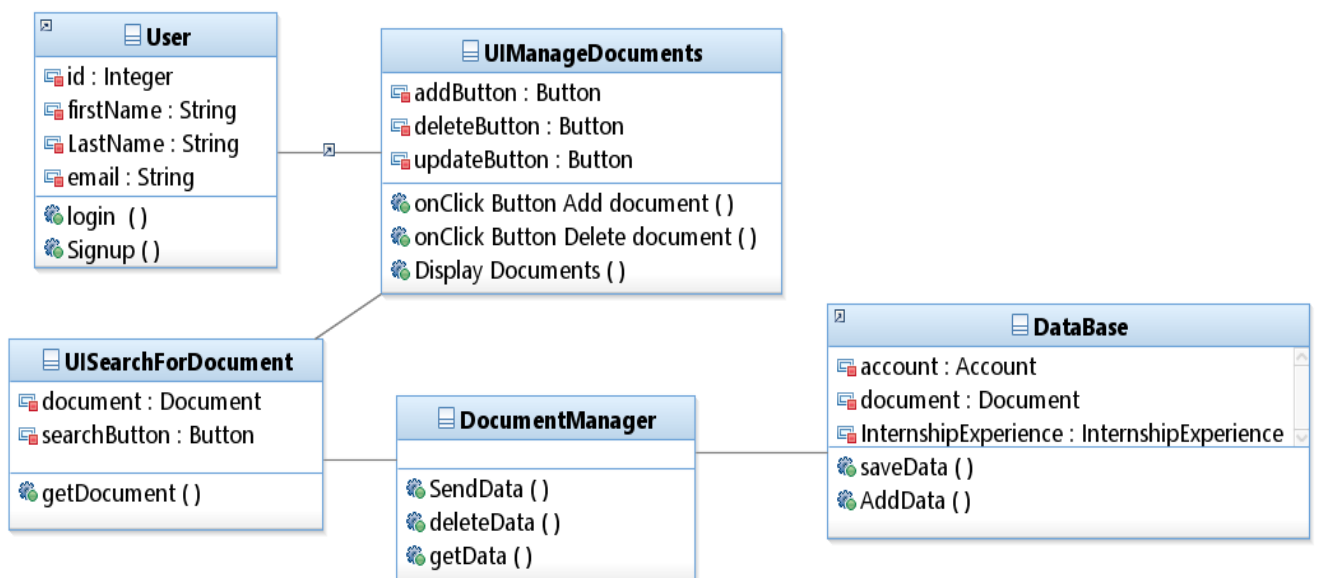 User
id : Integer
firstName : String
LastName : String
email : String
login ( )
Signup ( )
UIManageDocuments
addButton : Button
deleteButton : Button
updateButton : Button
onClick Button Add document ( )
onClick Button Delete document ( )
Display Documents ( )
UISearchForDocument
document : Document
searchButton : Button
getDocument ( )
DocumentManager
SendData ( )
deleteData ( )
getData ( )
DataBase
account : Account
document : Document
InternshipExperience : InternshipExperience
saveData ( )
AddData ( )